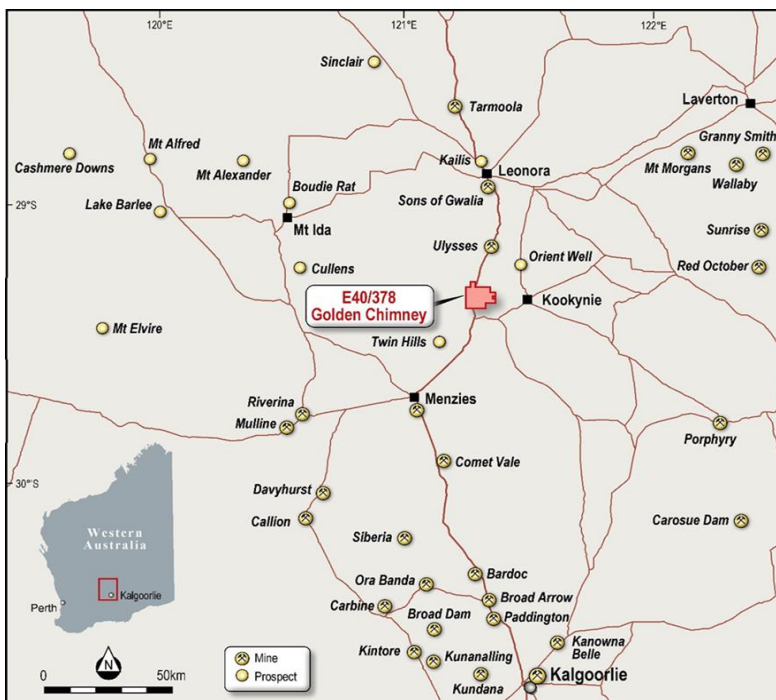 120°E
121°E
122°E
Sinclair
Tarmoola
Laverton
Granny Smith
Mt Alfred
Kailis
Cashmere Downs
Mt Alexander
Leonora
Mt Morgans
Wallaby
Boudie Rat
Sons of Gwalia
Lake Barlee
29°S
Mt Ida
Sunrise
Ulysses
Orient Well
Cullens
Red October
E40/378
Golden Chimney
Kookynie
Mt Elvire
Twin Hills
Menzies
Riverina
Mulline
Porphyry
Comet Vale
30°S
Davyhurst
Callion
Carosue Dam
Siberia
Western
Australia
Bardoc
Ora Banda
Broad Arrow
Kalgoorlie
Perth
Carbine
Paddington
Broad Dam
Kanowna
Belle
Kintore
Kunanalling
N
Mine
Prospect
Kundana
Kalgoorlie
0
50km